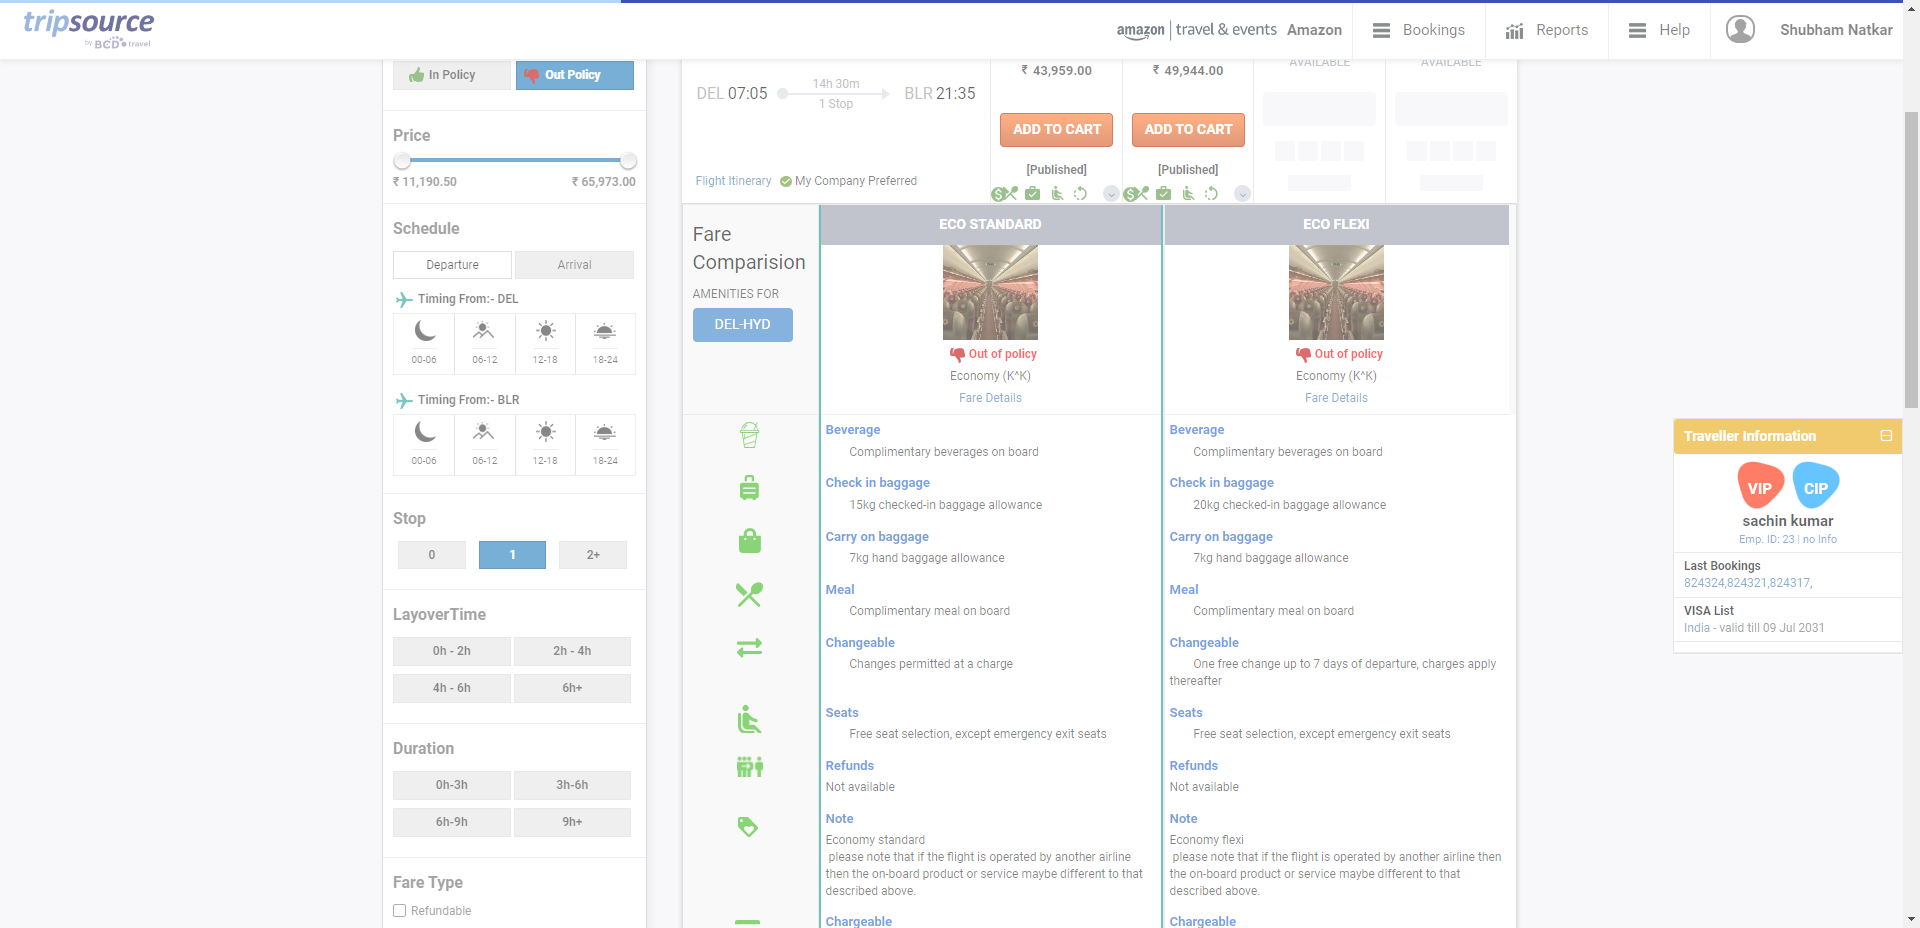 tripsource
by BCD travel
amazon | travel & events Amazon
Bookings
Reports
Help
Shubham Natkar
In Policy
Out Policy
Price
₹ 11,190.50
₹ 65,973.00
Schedule
Departure
Arrival
Timing From:- DEL
00-06
06-12
12-18
18-24
Timing From:- BLR
00-06
06-12
12-18
18-24
Stop
0
1
2+
LayoverTime
0h - 2h
2h - 4h
4h - 6h
6h+
Duration
0h-3h
3h-6h
6h-9h
9h+
Fare Type
Refundable
DEL 07:05
14h 30m
1 Stop
BLR 21:35
Flight Itinerary
My Company Preferred
₹ 43,959.00
ADD TO CART
[Published]
₹ 49,944.00
ADD TO CART
[Published]
AVAILABLE
AVAILABLE
Fare
Comparision
AMENITIES FOR
DEL-HYD
ECO STANDARD
Out of policy
Economy (K^K)
Fare Details
Beverage
Complimentary beverages on board
Check in baggage
15kg checked-in baggage allowance
Carry on baggage
7kg hand baggage allowance
Meal
Complimentary meal on board
Changeable
Changes permitted at a charge
Seats
Free seat selection, except emergency exit seats
Refunds
Not available
Note
Economy standard
please note that if the flight is operated by another airline
then the on-board product or service maybe different to that
described above.
Chargeable
ECO FLEXI
Out of policy
Economy (K^K)
Fare Details
Beverage
Complimentary beverages on board
Check in baggage
20kg checked-in baggage allowance
Carry on baggage
7kg hand baggage allowance
Meal
Complimentary meal on board
Changeable
One free change up to 7 days of departure, charges apply
thereafter
Seats
Free seat selection, except emergency exit seats
Refunds
Not available
Note
Economy flexi
please note that if the flight is operated by another airline then
the on-board product or service maybe different to that
described above.
Chargeable
Traveller Information
VIP
CIP
sachin kumar
Emp. ID: 23 | no Info
Last Bookings
824324,824321,824317,
VISA List
India - valid till 09 Jul 2031